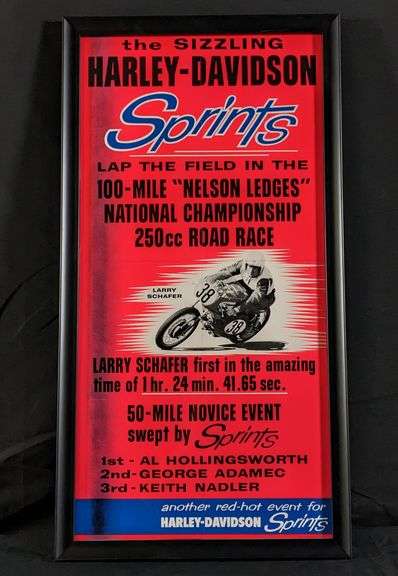 the SIZZLING
HARLEY-DAVIDSON
Sprints
LAP THE FIELD IN THE
100-MILE "NELSON LEDGES"
NATIONAL CHAMPIONSHIP
250cc ROAD RACE
LARRY
SCHAFER
38
38
LARRY SCHAFER first in the amazing
time of 1 hr. 24 min. 41.65 sec.
50-MILE NOVICE EVENT
swept by Sprints
1st - AL HOLLINGSWORTH
2nd - GEORGE ADAMEC
3rd - KEITH NADLER
another red-hot event for
HARLEY-DAVIDSON Sprints